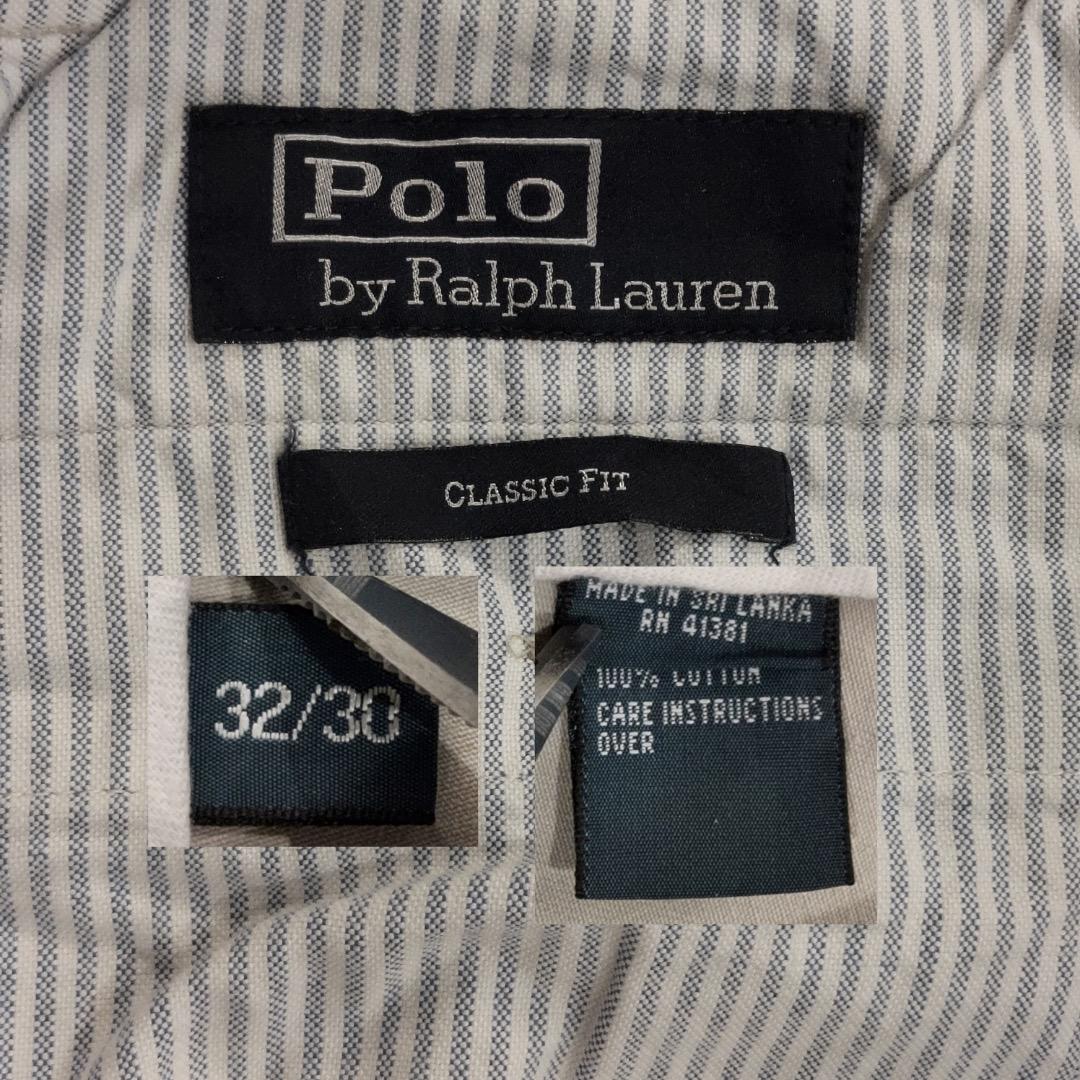 Polo
by Ralph Lauren
CLASSIC FIT
32/30
MADE IN SRI LANKA
RN 41381
100% COTTON
CARE INSTRUCTIONS
OVER